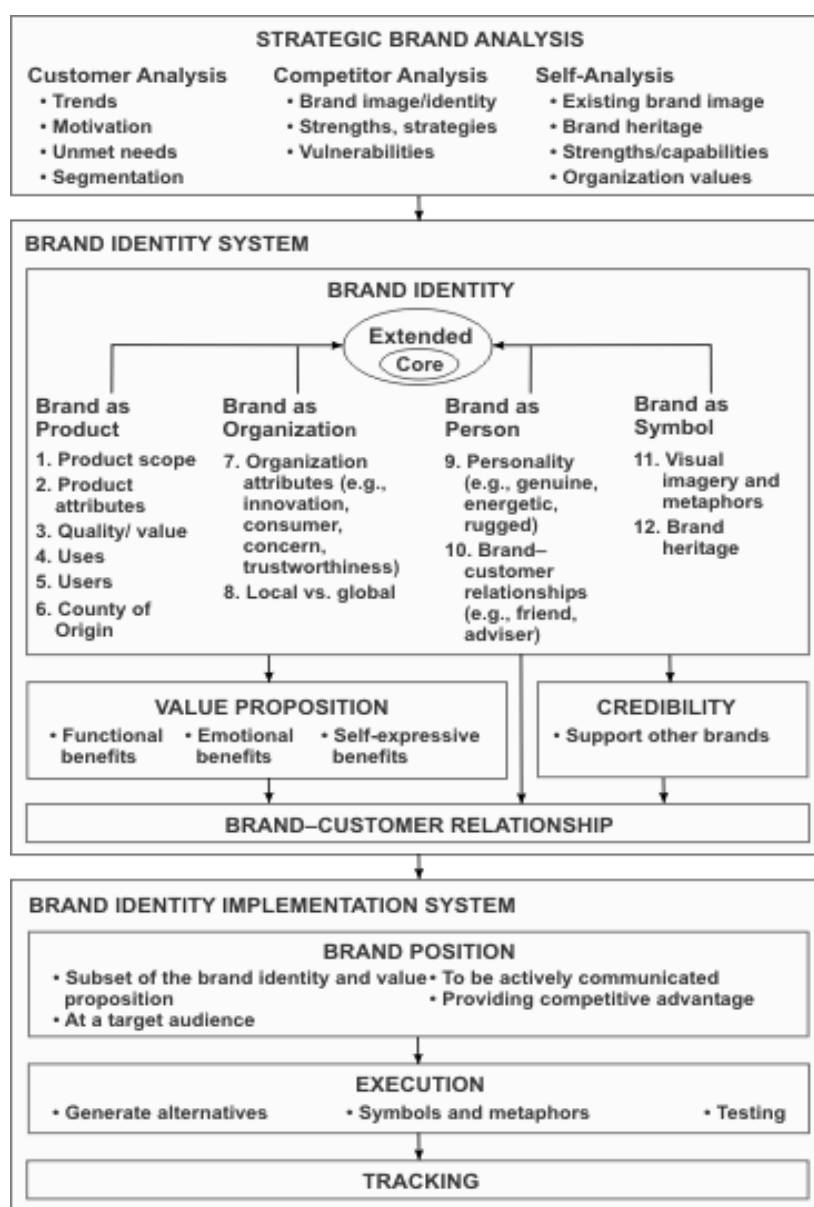 STRATEGIC BRAND ANALYSIS
Customer Analysis
• Trends
• Motivation
• Unmet needs
• Segmentation
Competitor Analysis
• Brand image/identity
• Strengths, strategies
• Vulnerabilities
Self-Analysis
• Existing brand image
• Brand heritage
• Strengths/capabilities
• Organization values
BRAND IDENTITY SYSTEM
BRAND IDENTITY
Extended
Core
Brand as
Product
1. Product scope
2. Product
attributes
3. Quality/ value
4. Uses
5. Users
6. County of
Origin
Brand as
Organization
7. Organization
attributes (e.g.,
innovation,
consumer,
concern,
trustworthiness)
8. Local vs. global
Brand as
Person
9. Personality
(e.g., genuine,
energetic,
rugged)
10. Brand–
customer
relationships
(e.g., friend,
adviser)
Brand as
Symbol
11. Visual
imagery and
metaphors
12. Brand
heritage
VALUE PROPOSITION
• Functional
benefits
• Emotional
benefits
• Self-expressive
benefits
CREDIBILITY
• Support other brands
BRAND–CUSTOMER RELATIONSHIP
BRAND IDENTITY IMPLEMENTATION SYSTEM
BRAND POSITION
• Subset of the brand identity and value
proposition
• At a target audience
• To be actively communicated
• Providing competitive advantage
EXECUTION
• Generate alternatives
• Symbols and metaphors
• Testing
TRACKING